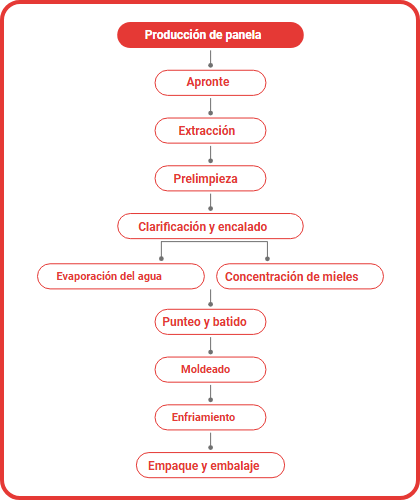 Producción de panela
Apronte
Extracción
Prelimpieza
Clarificación y encalado
Evaporación del agua
Concentración de mieles
Punteo y batido
Moldeado
Enfriamiento
Empaque y embalaje